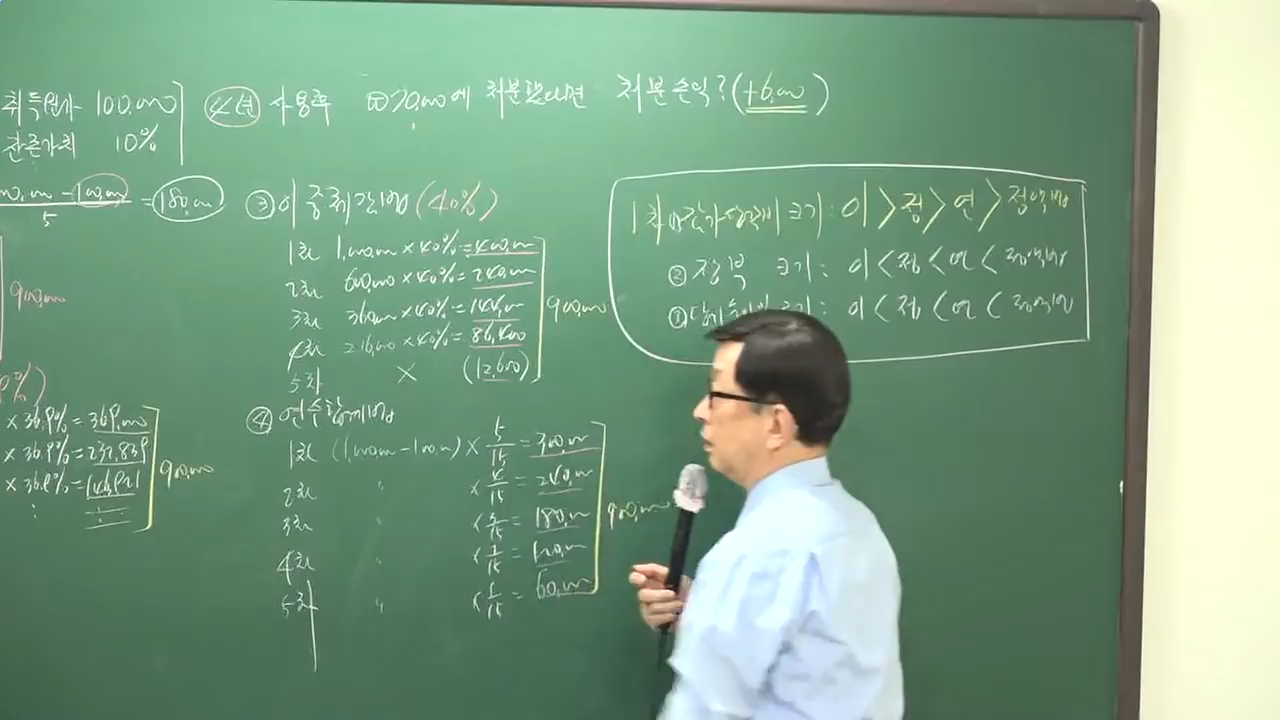 취득원가 100,000
잔존가치 10%
④년 사용후 ₩70,000에 처분했다면 처분손익? (+6,000)
00,000 - 100,000 / 5 = 180,000
900,000
× 36.9% = 369,000
× 36.9% = 232,839
× 36.9% = 146,921
900,000
③ 이중체감법 (40%)
1차 1,000,000 × 40% = 400,000
2차 600,000 × 40% = 240,000
3차 360,000 × 40% = 144,000
4차 216,000 × 40% = 86,400
5차 × (12,600)
900,000
④ 연수합계법
1차 (1,000,000 - 100,000) × 5/15 = 300,000
2차 〃 × 4/15 = 240,000
3차 〃 × 3/15 = 180,000
4차 〃 × 2/15 = 120,000
5차 〃 × 1/15 = 60,000
900,000
1차 감가상각비 크기: 이 > 정 > 연 > 정액법
② 장부 크기: 이 < 정 < 연 < 정액법
① 크기: 이 < 정 < 연 < 정액법